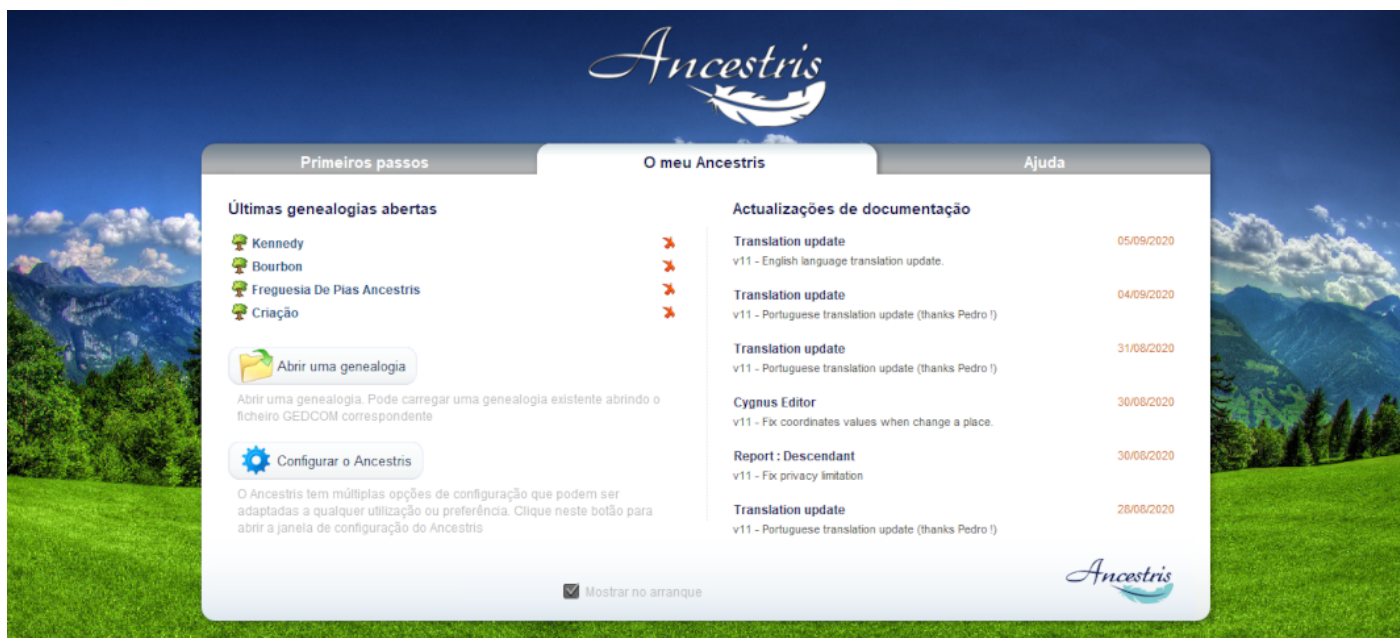 Ancestris
Primeiros passos
O meu Ancestris
Ajuda
Últimas genealogias abertas
Kennedy
Bourbon
Freguesia De Pias Ancestris
Criação
Abrir uma genealogia
Abrir uma genealogia. Pode carregar uma genealogia existente abrindo o
ficheiro GEDCOM correspondente
Configurar o Ancestris
O Ancestris tem múltiplas opções de configuração que podem ser
adaptadas a qualquer utilização ou preferência. Clique neste botão para
abrir a janela de configuração do Ancestris
Actualizações de documentação
Translation update 05/09/2020
v11 - English language translation update.
Translation update 04/09/2020
v11 - Portuguese translation update (thanks Pedro !)
Translation update 31/08/2020
v11 - Portuguese translation update (thanks Pedro !)
Cygnus Editor 30/08/2020
v11 - Fix coordinates values when change a place.
Report : Descendant 30/08/2020
v11 - Fix privacy limitation
Translation update 28/08/2020
v11 - Portuguese translation update (thanks Pedro !)
Mostrar no arranque
Ancestris